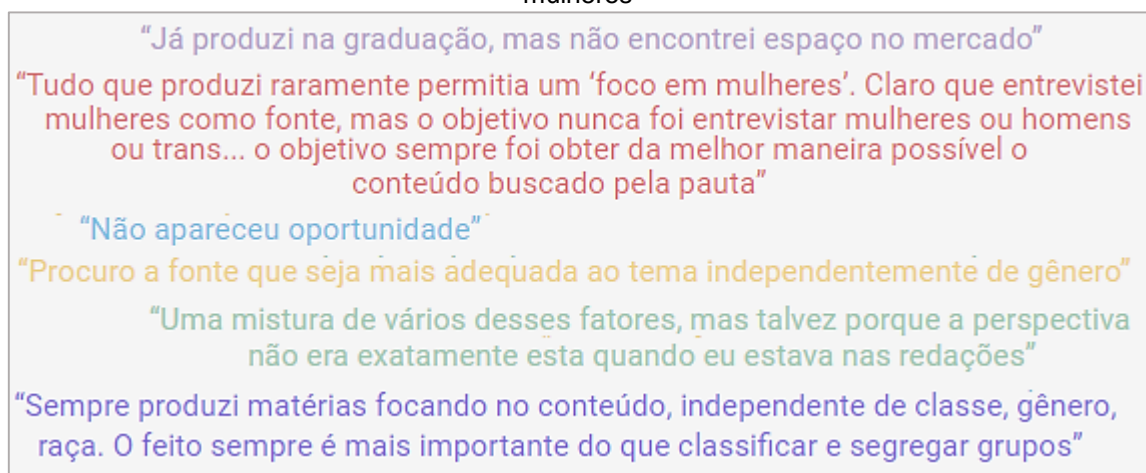 mulheres
“Já produzi na graduação, mas não encontrei espaço no mercado”
“Tudo que produzi raramente permitia um ‘foco em mulheres’. Claro que entrevistei
mulheres como fonte, mas o objetivo nunca foi entrevistar mulheres ou homens
ou trans... o objetivo sempre foi obter da melhor maneira possível o
conteúdo buscado pela pauta”
“Não apareceu oportunidade”
“Procuro a fonte que seja mais adequada ao tema independentemente de gênero”
“Uma mistura de vários desses fatores, mas talvez porque a perspectiva
não era exatamente esta quando eu estava nas redações”
“Sempre produzi matérias focando no conteúdo, independente de classe, gênero,
raça. O feito sempre é mais importante do que classificar e segregar grupos”